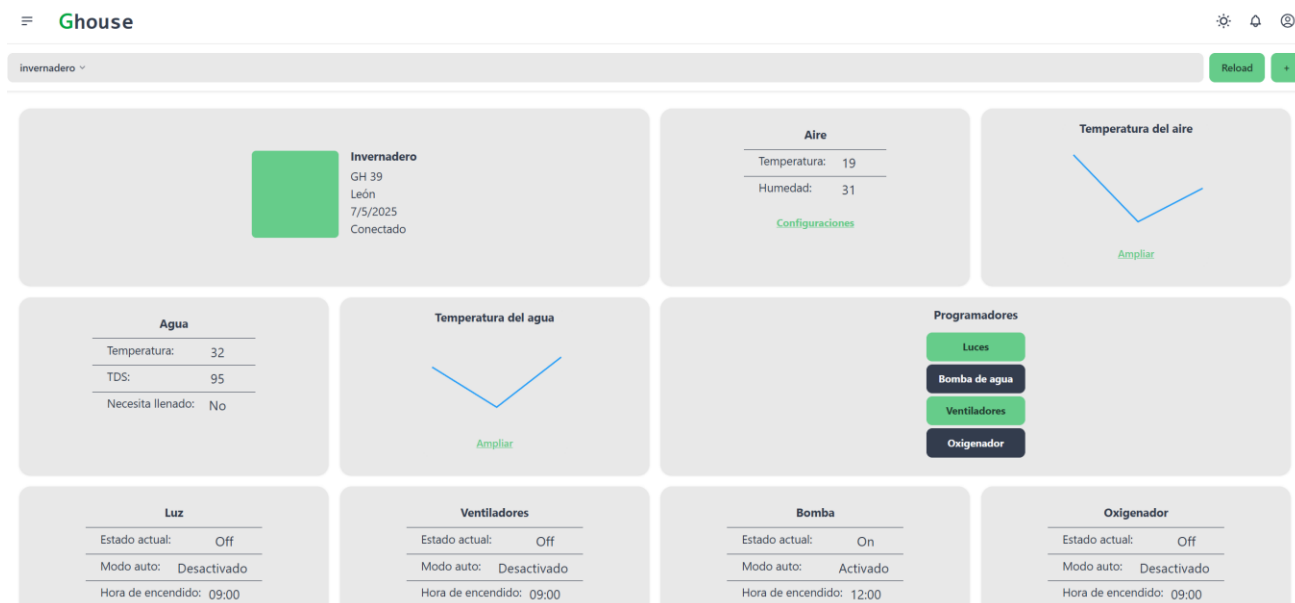 Ghouse
invernadero
Reload
+
Invernadero
GH 39
León
7/5/2025
Conectado
Aire
Temperatura: 19
Humedad: 31
Configuraciones
Temperatura del aire
Ampliar
Agua
Temperatura: 32
TDS: 95
Necesita llenado: No
Temperatura del agua
Ampliar
Programadores
Luces
Bomba de agua
Ventiladores
Oxigenador
Luz
Estado actual: Off
Modo auto: Desactivado
Hora de encendido: 09:00
Ventiladores
Estado actual: Off
Modo auto: Desactivado
Hora de encendido: 09:00
Bomba
Estado actual: On
Modo auto: Activado
Hora de encendido: 12:00
Oxigenador
Estado actual: Off
Modo auto: Desactivado
Hora de encendido: 09:00